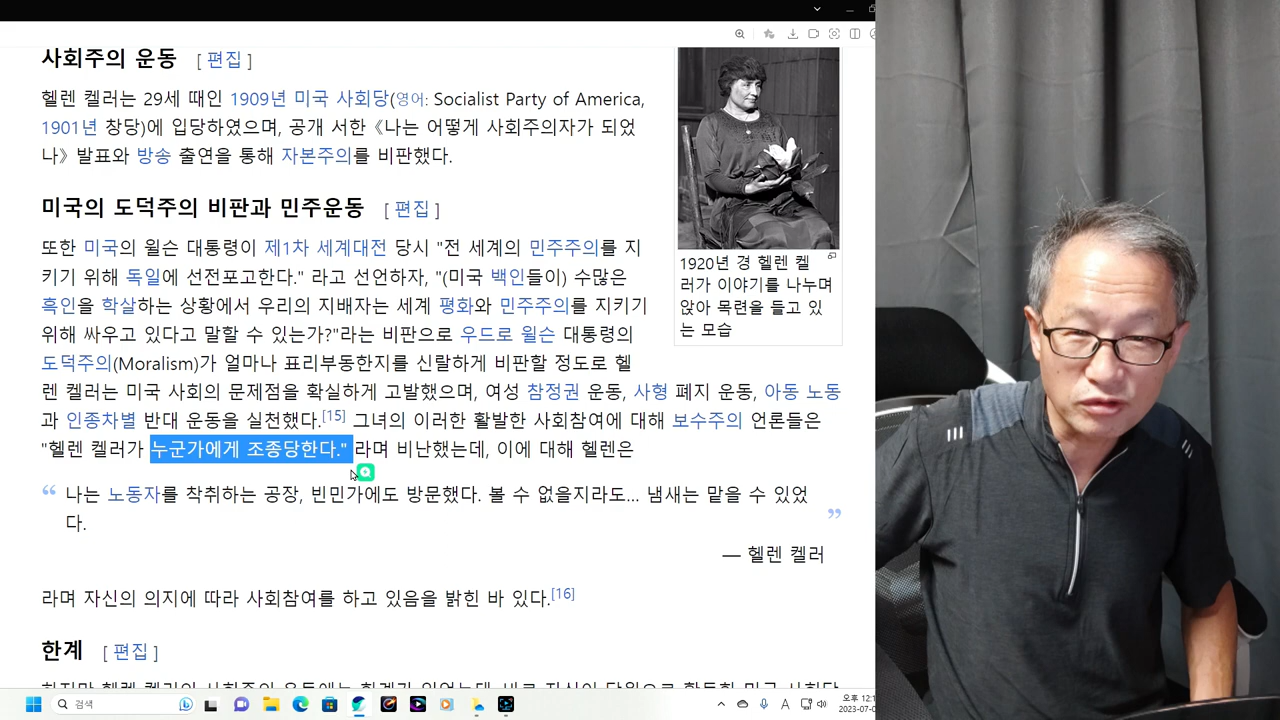 사회주의 운동 [ 편집 ]
헬렌 켈러는 29세 때인 1909년 미국 사회당(영어: Socialist Party of America,
1901년 창당)에 입당하였으며, 공개 서한 《나는 어떻게 사회주의자가 되었
나》 발표와 방송 출연을 통해 자본주의를 비판했다.
미국의 도덕주의 비판과 민주운동 [ 편집 ]
또한 미국의 윌슨 대통령이 제1차 세계대전 당시 "전 세계의 민주주의를 지
키기 위해 독일에 선전포고한다." 라고 선언하자, "(미국 백인들이) 수많은
흑인을 학살하는 상황에서 우리의 지배자는 세계 평화와 민주주의를 지키기
위해 싸우고 있다고 말할 수 있는가?"라는 비판으로 우드로 윌슨 대통령의
도덕주의(Moralism)가 얼마나 표리부동한지를 신랄하게 비판할 정도로 헬
렌 켈러는 미국 사회의 문제점을 확실하게 고발했으며, 여성 참정권 운동, 사형 폐지 운동, 아동 노동
과 인종차별 반대 운동을 실천했다.[15] 그녀의 이러한 활발한 사회참여에 대해 보수주의 언론들은
"헬렌 켈러가 누군가에게 조종당한다." 라며 비난했는데, 이에 대해 헬렌은
“ 나는 노동자를 착취하는 공장, 빈민가에도 방문했다. 볼 수 없을지라도... 냄새는 맡을 수 있었
다. ”
— 헬렌 켈러
라며 자신의 의지에 따라 사회참여를 하고 있음을 밝힌 바 있다.[16]
한계 [ 편집 ]
1920년 경 헬렌 켈
러가 이야기를 나누며
앉아 목련을 들고 있
는 모습
검색
A
오후 12:1
2023-07-0